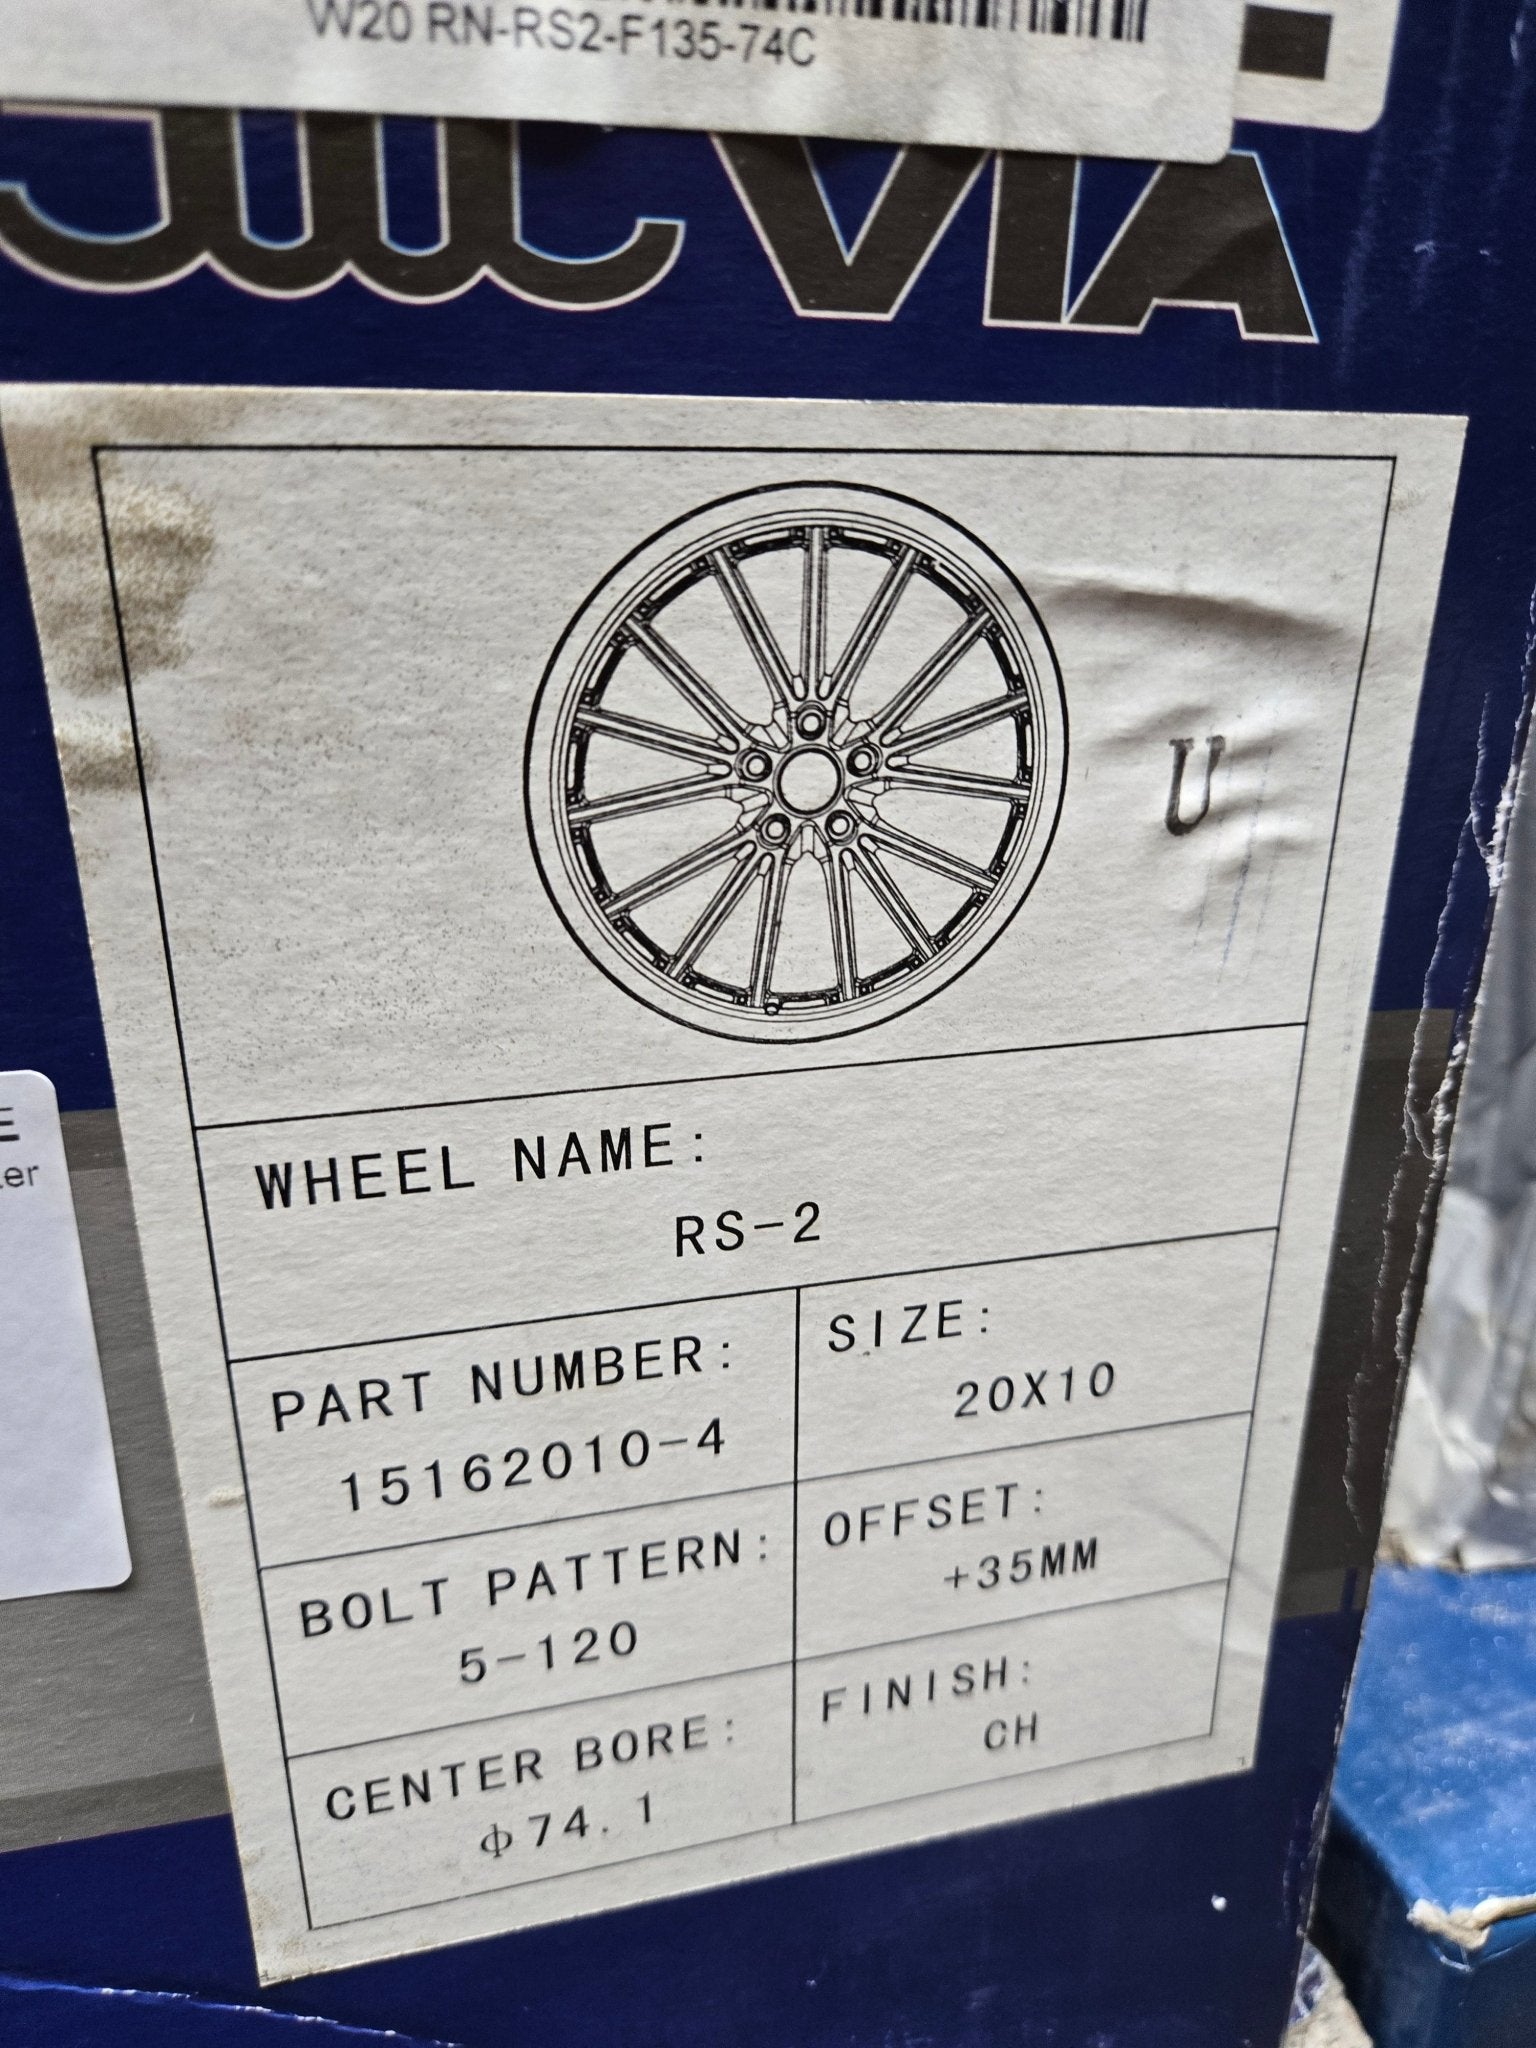 W20 RN-RS2-F135-74C
VIA
U
WHEEL NAME:
RS-2
PART NUMBER:
15162010-4
SIZE:
20X10
BOLT PATTERN:
5-120
OFFSET:
+35MM
CENTER BORE:
Φ74.1
FINISH:
CH